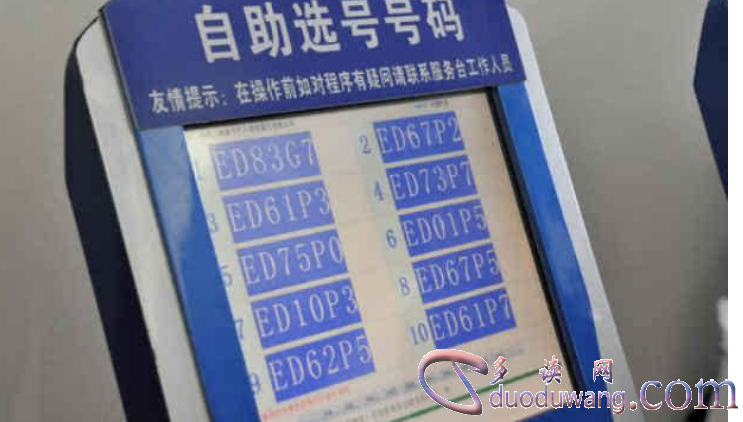 自助选号号码
友情提示：在操作前如对程序有疑问请联系服务台工作人员
1 ED83G7
2 ED67P2
3 ED61P3
4 ED73P7
5 ED75P0
6 ED01P5
7 ED10P3
8 ED67P5
9 ED62P5
10 ED61P7
多读网
duoduwang.com